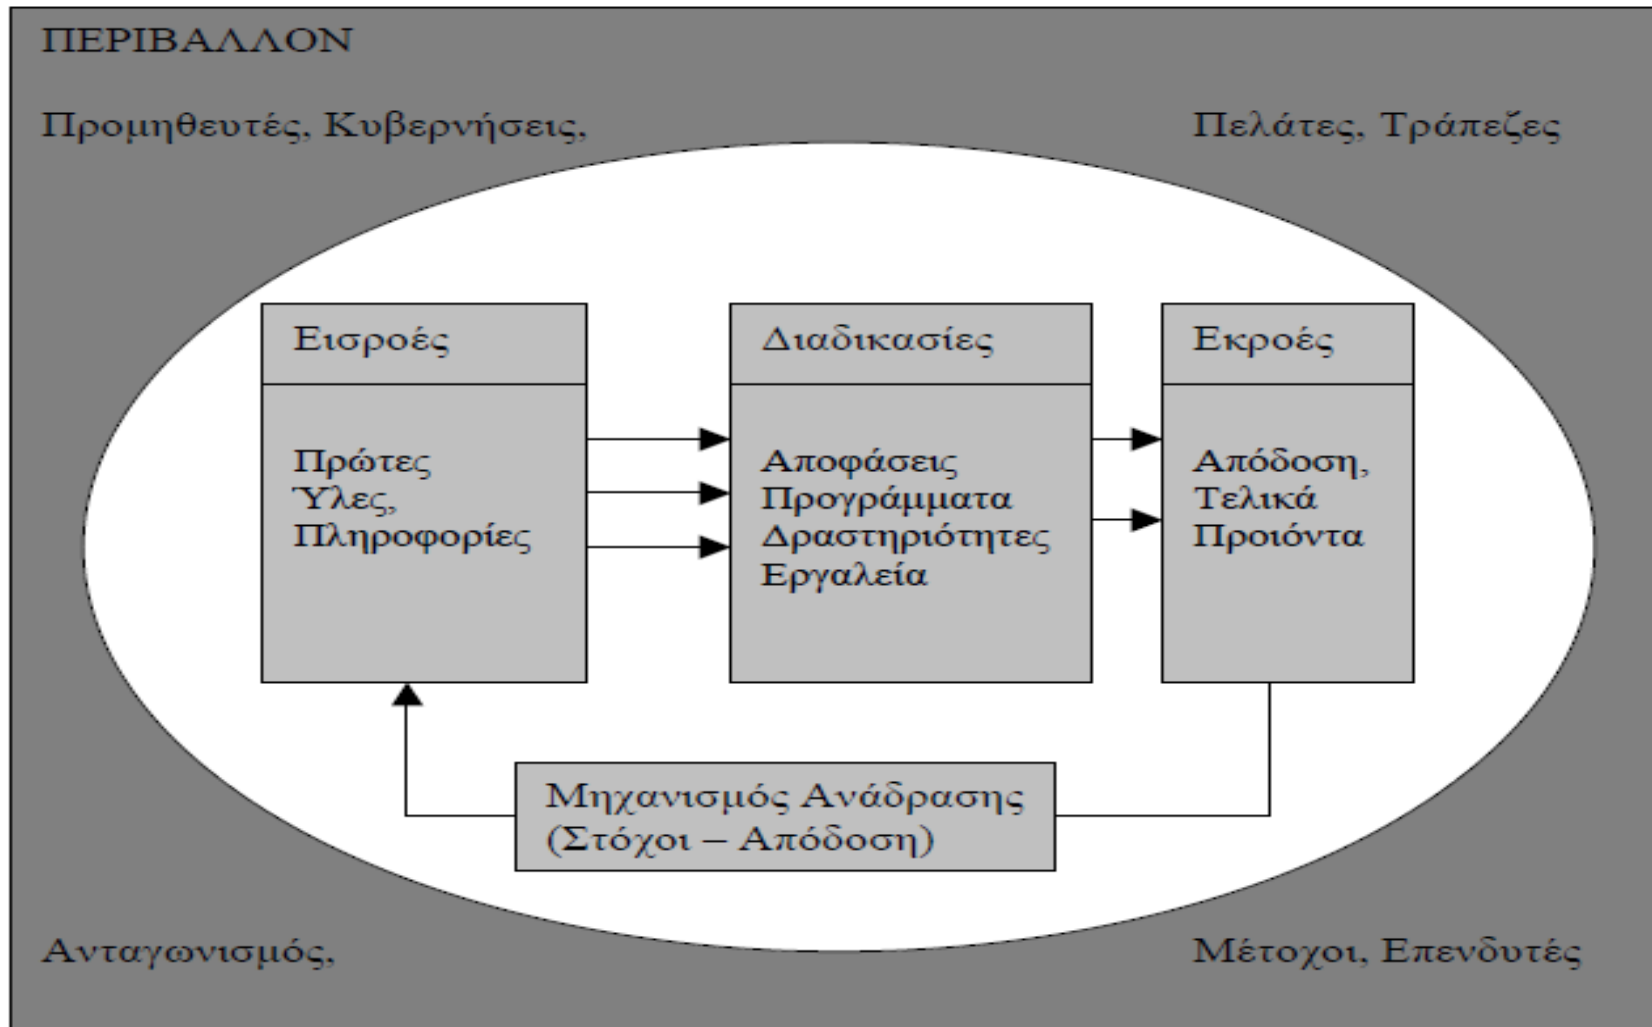 ΠΕΡΙΒΑΛΛΟΝ
Προμηθευτές, Κυβερνήσεις,
Πελάτες, Τράπεζες
Εισροές
Πρώτες
Ύλες,
Πληροφορίες
Διαδικασίες
Αποφάσεις
Προγράμματα
Δραστηριότητες
Εργαλεία
Εκροές
Απόδοση,
Τελικά
Προιόντα
Μηχανισμός Ανάδρασης
(Στόχοι – Απόδοση)
Ανταγωνισμός,
Μέτοχοι, Επενδυτές